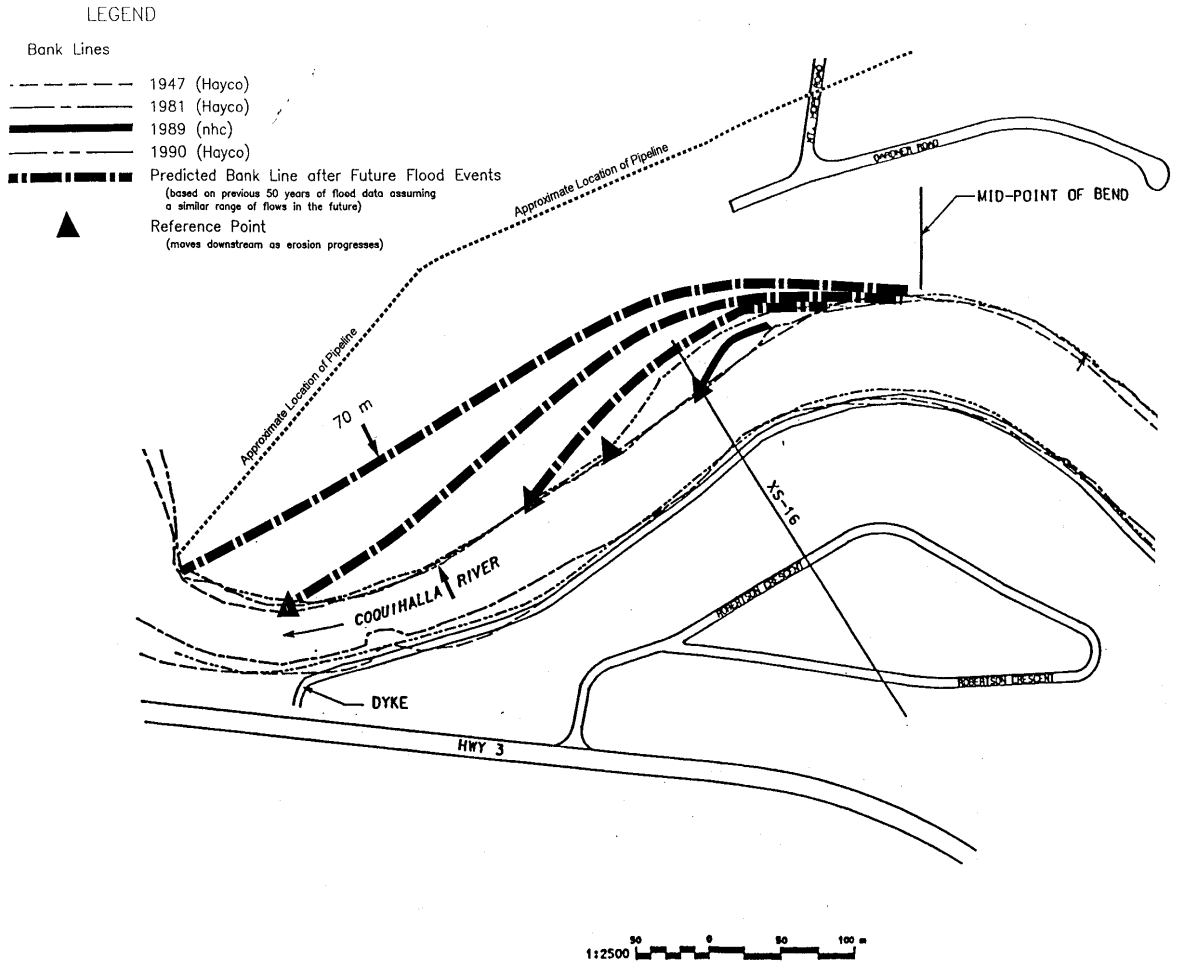 LEGEND
Bank Lines
1947 (Hayco)
1981 (Hayco)
1989 (nhc)
1990 (Hayco)
Predicted Bank Line after Future Flood Events
(based on previous 50 years of flood data assuming
a similar range of flows in the future)
Reference Point
(moves downstream as erosion progresses)
Approximate Location of Pipeline
GARDNER ROAD
MID-POINT OF BEND
Approximate Location of Pipeline
70 m
XS-16
COQUIHALLA RIVER
ROBERTSON CRESCENT
ROBERTSON CRESCENT
DYKE
HWY 3
1:2500
50 0 50 100 m